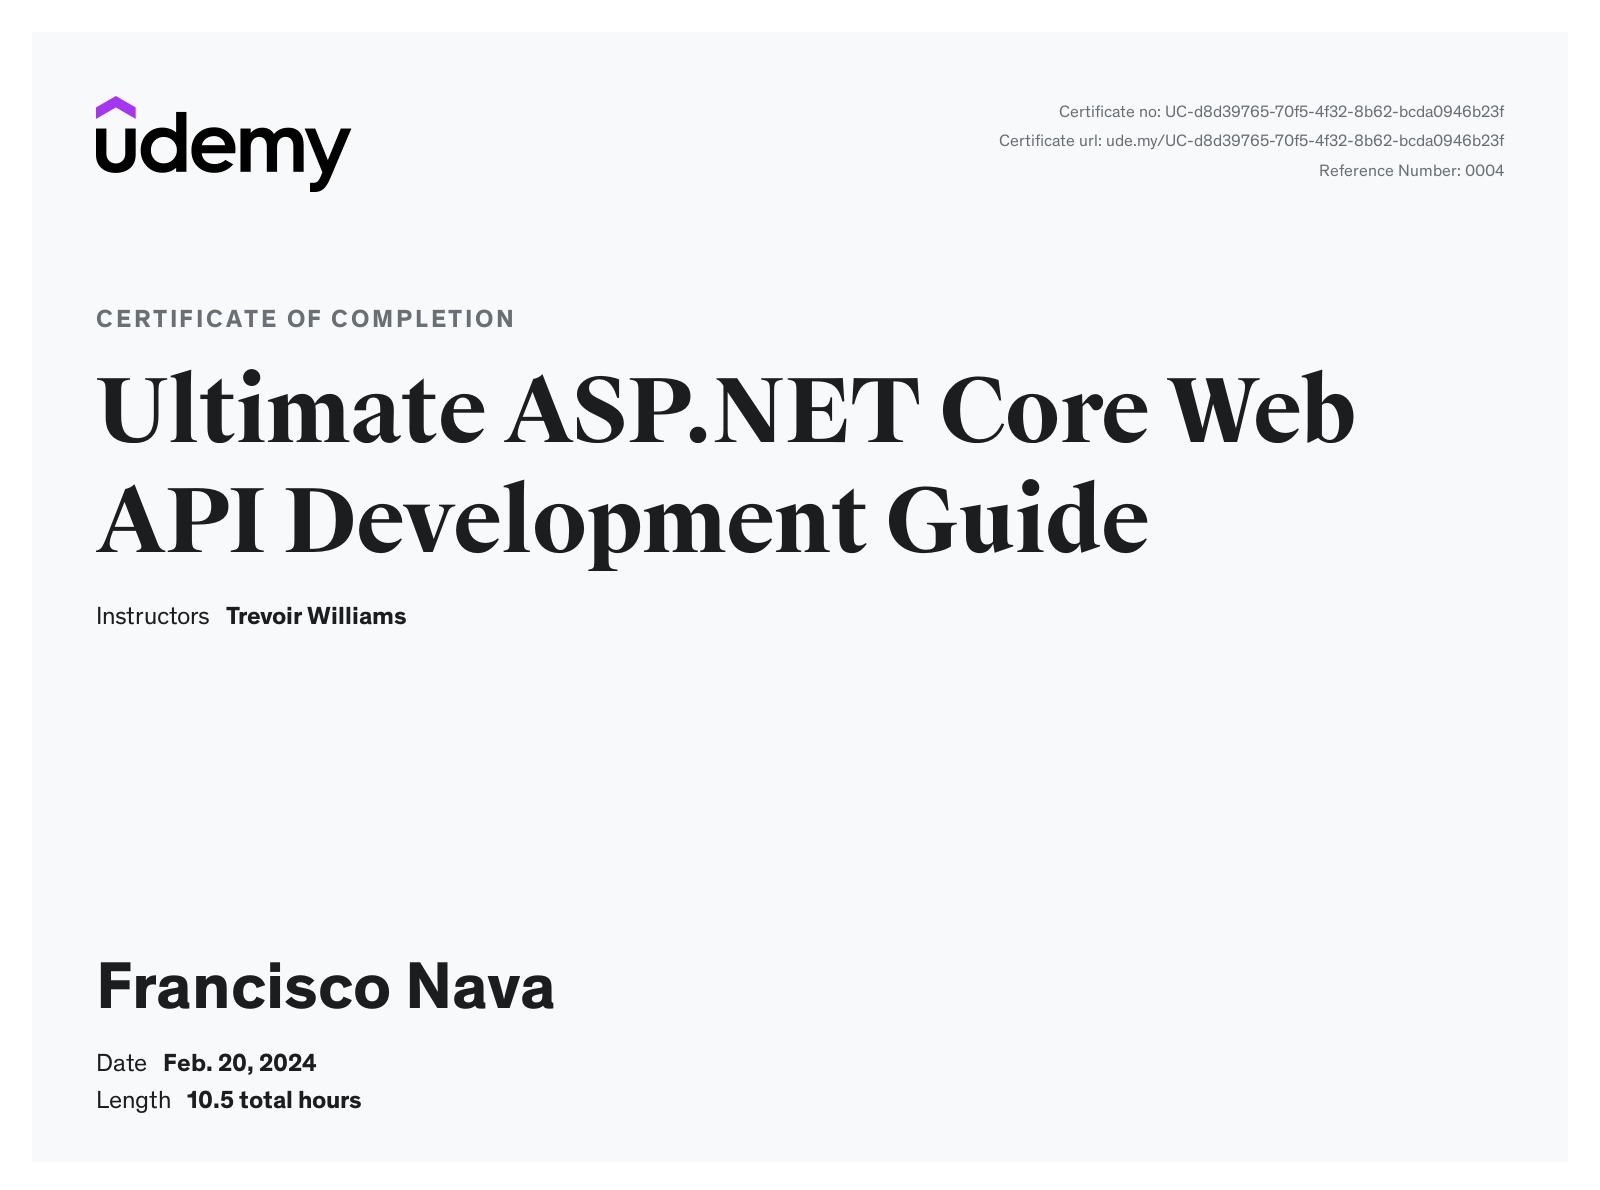 udemy
Certificate no: UC-d8d39765-70f5-4f32-8b62-bcda0946b23f
Certificate url: ude.my/UC-d8d39765-70f5-4f32-8b62-bcda0946b23f
Reference Number: 0004
CERTIFICATE OF COMPLETION
Ultimate ASP.NET Core Web
API Development Guide
Instructors Trevoir Williams
Francisco Nava
Date Feb. 20, 2024
Length 10.5 total hours